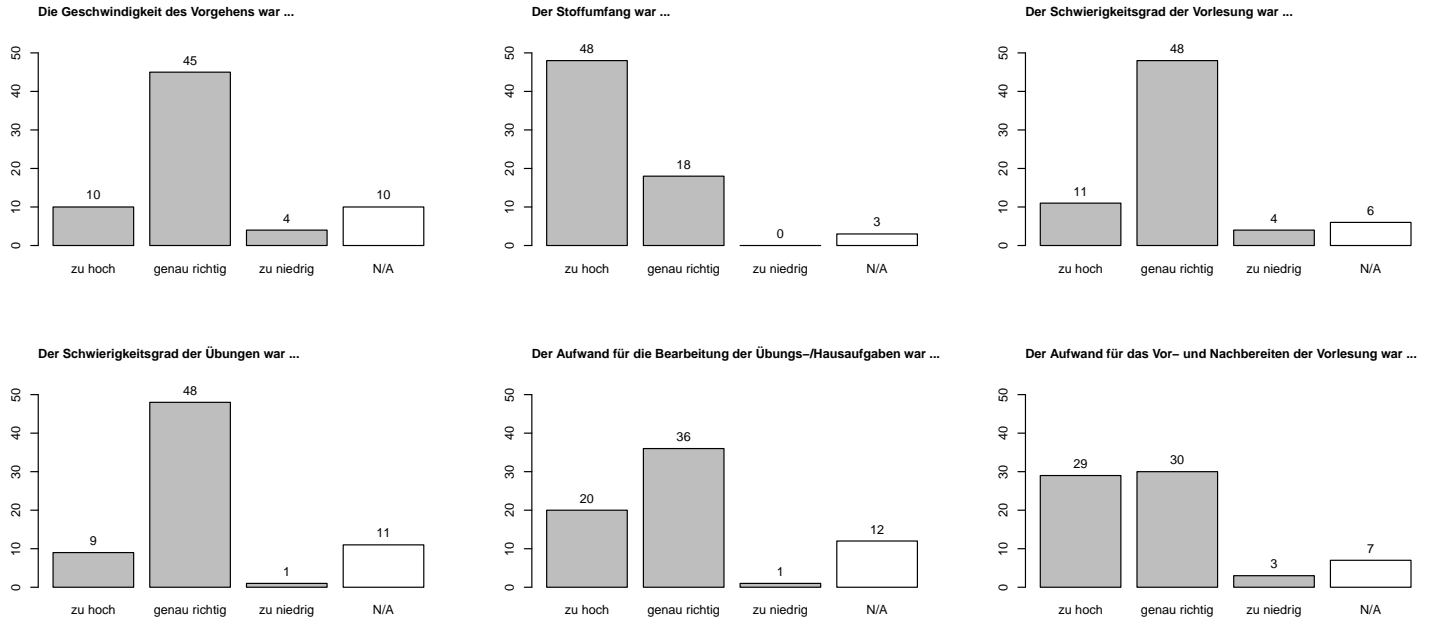 Die Geschwindigkeit des Vorgehens war ...
50
40
30
20
10
0
10
45
4
10
zu hoch
genau richtig
zu niedrig
N/A
Der Stoffumfang war ...
50
40
30
20
10
0
48
18
0
3
zu hoch
genau richtig
zu niedrig
N/A
Der Schwierigkeitsgrad der Vorlesung war ...
50
40
30
20
10
0
11
48
4
6
zu hoch
genau richtig
zu niedrig
N/A
Der Schwierigkeitsgrad der Übungen war ...
50
40
30
20
10
0
9
48
1
11
zu hoch
genau richtig
zu niedrig
N/A
Der Aufwand für die Bearbeitung der Übungs−/Hausaufgaben war ...
50
40
30
20
10
0
20
36
1
12
zu hoch
genau richtig
zu niedrig
N/A
Der Aufwand für das Vor− und Nachbereiten der Vorlesung war ...
50
40
30
20
10
0
29
30
3
7
zu hoch
genau richtig
zu niedrig
N/A